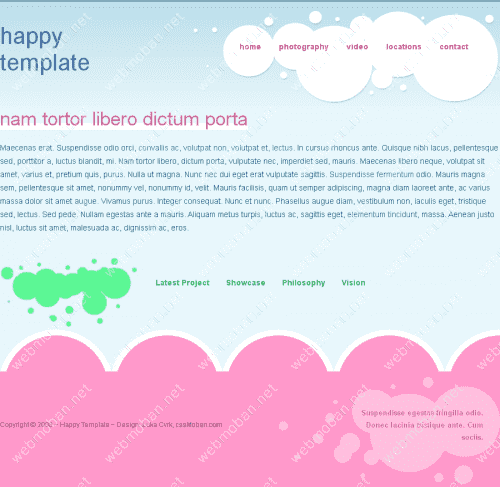 happy
template
home photography video locations contact
nam tortor libero dictum porta
Maecenas erat. Suspendisse odio orci, convallis ac, volutpat non, volutpat et, lectus. In cursus rhoncus ante. Quisque nibh lacus, pellentesque
sed, porttitor a, luctus blandit, mi. Nam tortor libero, dictum porta, vulputate nec, imperdiet sed, mauris. Maecenas libero neque, volutpat sit
amet, varius et, pretium quis, purus. Nulla ut magna. Nunc nec dui eget erat vulputate sagittis. Suspendisse fermentum odio. Mauris magna
sem, pellentesque sit amet, nonummy vel, nonummy id, velit. Mauris facilisis, quam ut semper adipiscing, magna diam laoreet ante, ac varius
massa dolor sit amet augue. Vivamus purus. Integer consequat. Nunc et nunc. Phasellus augue diam, vestibulum non, iaculis eget, tristique
sed, lectus. Sed pede. Nullam egestas ante a mauris. Aliquam metus turpis, luctus ac, sagittis eget, elementum tincidunt, massa. Aenean justo
nisl, luctus sit amet, malesuada ac, dignissim ac, eros.
Latest Project Showcase Philosophy Vision
Suspendisse egestas fringilla odio.
Donec lacinia tristique ante. Cum
sociis.
Copyright © – Happy Template – Design: Luka Cvrk, cssMoban.com
webmoban.net